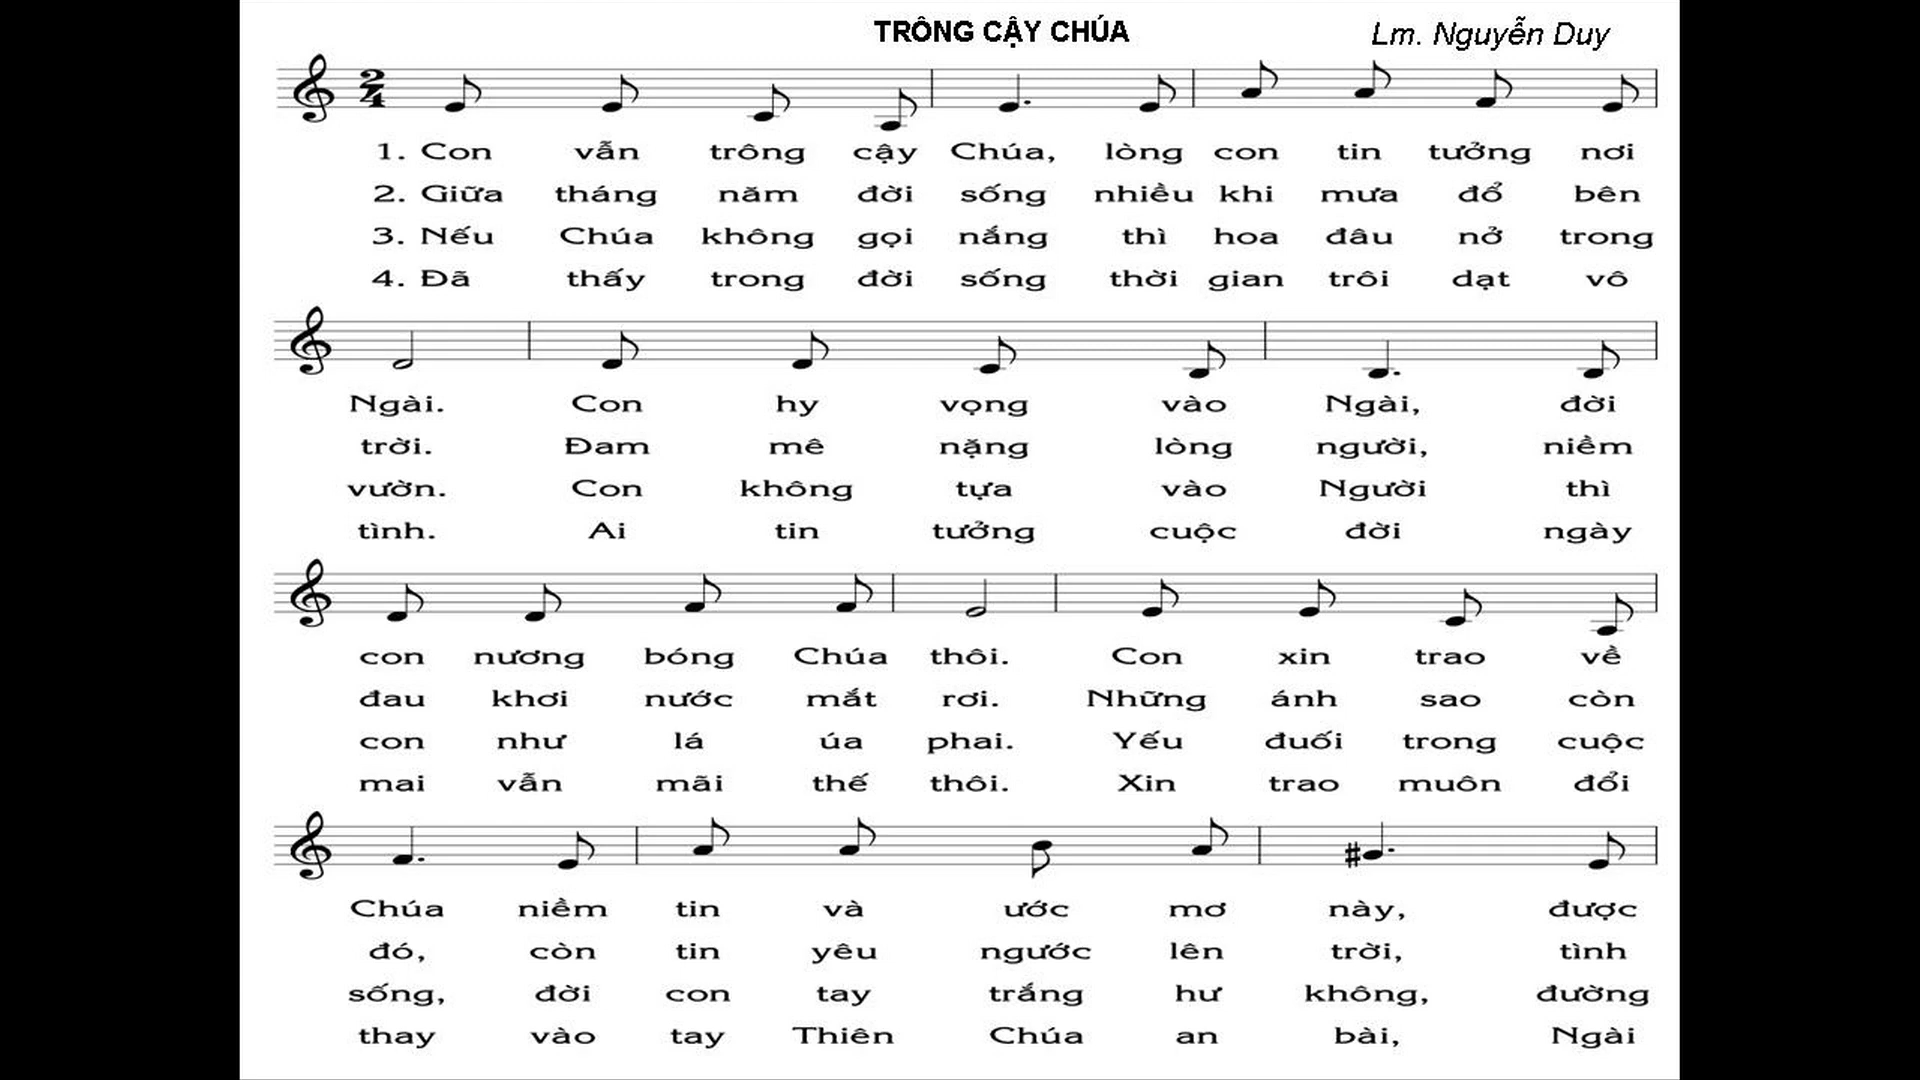 TRÔNG CẬY CHÚA
Lm. Nguyễn Duy
1. Con vẫn trông cậy Chúa, lòng con tin tưởng nơi
2. Giữa tháng năm đời sống nhiều khi mưa đổ bên
3. Nếu Chúa không gọi nắng thì hoa đâu nở trong
4. Đã thấy trong đời sống thời gian trôi dạt vô
Ngài. Con hy vọng vào Ngài, đời
trời. Đam mê nặng lòng người, niềm
vườn. Con không tựa vào Người thì
tình. Ai tin tưởng cuộc đời ngày
con nương bóng Chúa thôi. Con xin trao về
đau khơi nước mắt rơi. Những ánh sao còn
con như lá úa phai. Yếu đuối trong cuộc
mai vẫn mãi thế thôi. Xin trao muôn đổi
Chúa niềm tin và ước mơ này, được
đó, còn tin yêu ngước lên trời, tình
sống, đời con tay trắng hư không, đường
thay vào tay Thiên Chúa an bài, Ngài